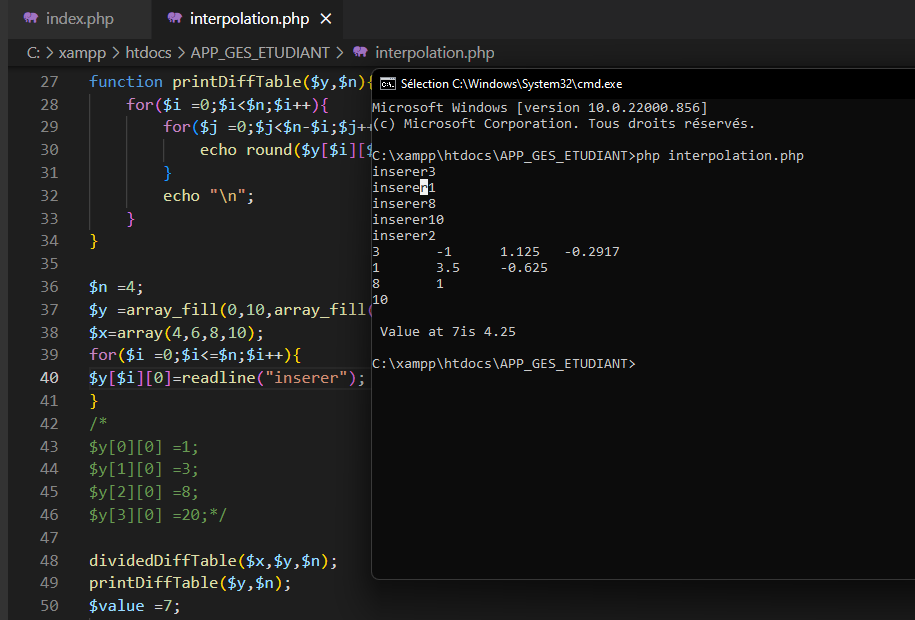 index.php
interpolation.php
C: > xampp > htdocs > APP_GES_ETUDIANT > interpolation.php
27 function printDiffTable($y,$n){
28 for($i =0;$i<$n;$i++){
29 for($j =0;$j<$n-$i;$j++
30 echo round($y[$i][$
31 }
32 echo "\n";
33 }
34 }
35
36 $n =4;
37 $y =array_fill(0,10,array_fill(
38 $x=array(4,6,8,10);
39 for($i =0;$i<=$n;$i++){
40 $y[$i][0]=readline("inserer");
41 }
42 /*
43 $y[0][0] =1;
44 $y[1][0] =3;
45 $y[2][0] =8;
46 $y[3][0] =20;*/
47
48 dividedDiffTable($x,$y,$n);
49 printDiffTable($y,$n);
50 $value =7;
Sélection C:\Windows\System32\cmd.exe
Microsoft Windows [version 10.0.22000.856]
(c) Microsoft Corporation. Tous droits réservés.
C:\xampp\htdocs\APP_GES_ETUDIANT>php interpolation.php
inserer3
inserer1
inserer8
inserer10
inserer2
3 -1 1.125 -0.2917
1 3.5 -0.625
8 1
10
Value at 7is 4.25
C:\xampp\htdocs\APP_GES_ETUDIANT>